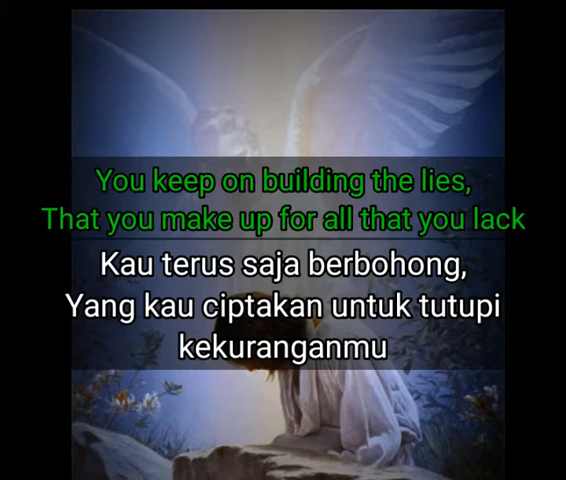 You keep on building the lies,
That you make up for all that you lack
Kau terus saja berbohong,
Yang kau ciptakan untuk tutupi
kekuranganmu